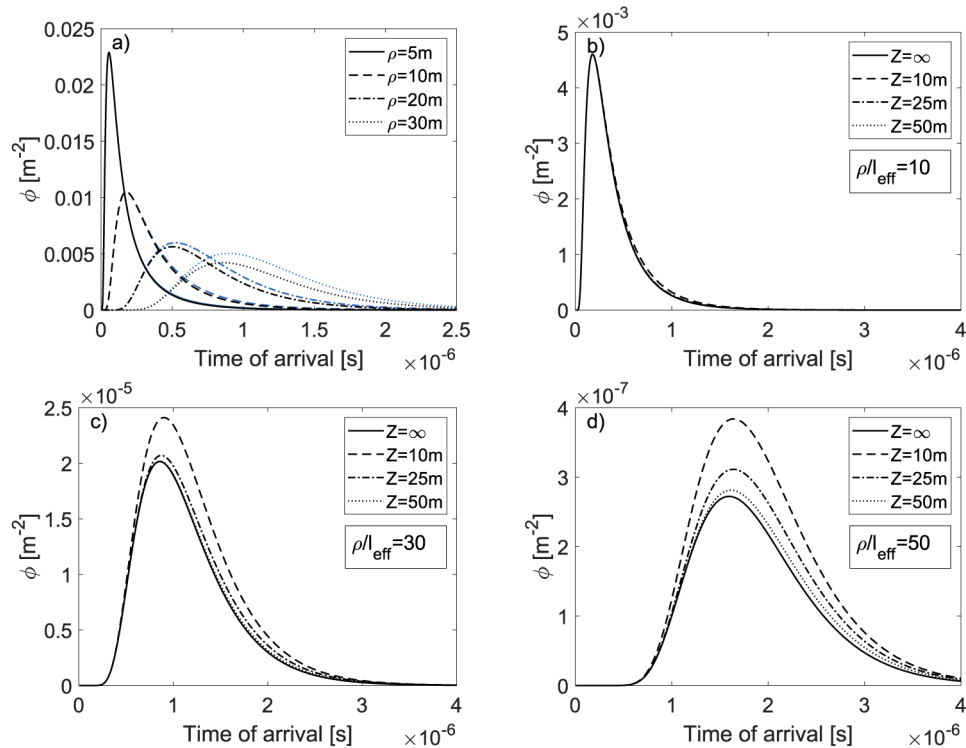 a)
ρ=5m
ρ=10m
ρ=20m
ρ=30m
0.025
0.02
0.015
0.01
0.005
0
ϕ [m⁻²]
0 0.5 1 1.5 2 2.5
Time of arrival [s]
×10⁻⁶
×10⁻³
b)
Z=∞
Z=10m
Z=25m
Z=50m
ρ/l_eff=10
5
4
3
2
1
0
ϕ [m⁻²]
0 1 2 3 4
Time of arrival [s]
×10⁻⁶
×10⁻⁵
c)
Z=∞
Z=10m
Z=25m
Z=50m
ρ/l_eff=30
2.5
2
1.5
1
0.5
0
ϕ [m⁻²]
0 1 2 3 4
Time of arrival [s]
×10⁻⁶
×10⁻⁷
d)
Z=∞
Z=10m
Z=25m
Z=50m
ρ/l_eff=50
4
3
2
1
0
ϕ [m⁻²]
0 1 2 3 4
Time of arrival [s]
×10⁻⁶